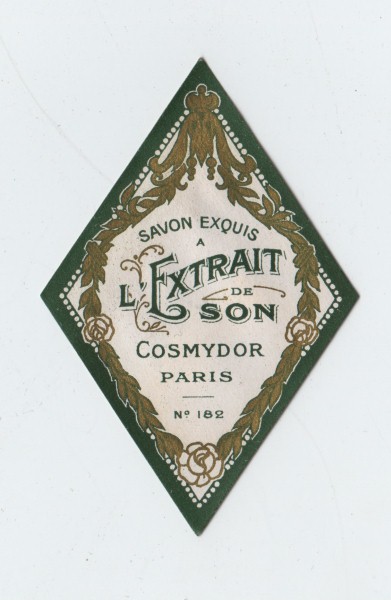 SAVON EXQUIS
A
L'EXTRAIT
DE
SON
COSMYDOR
PARIS
Nº 182